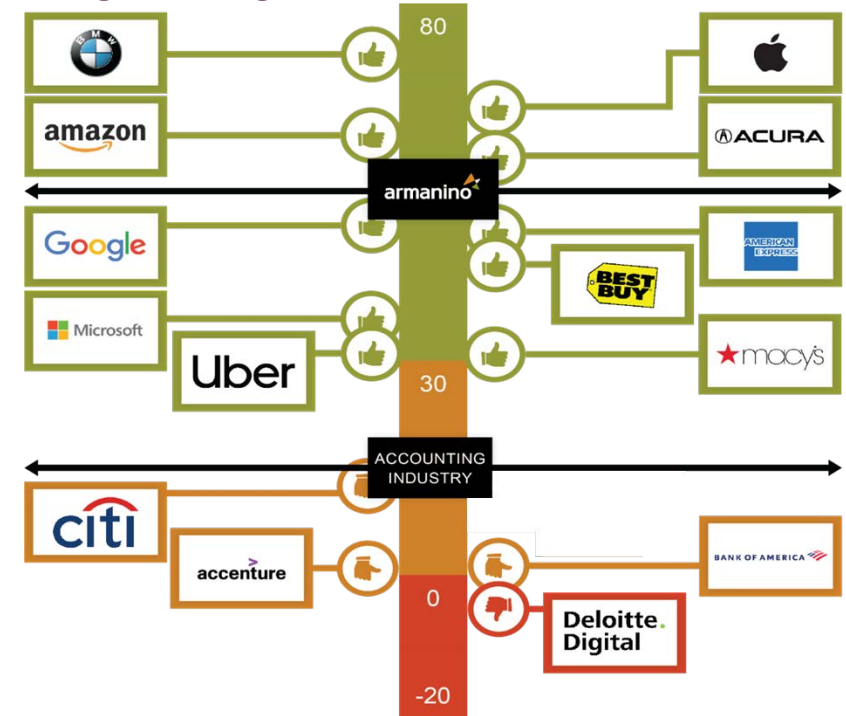 80
BMW
amazon
ACURA
armanino
Google
AMERICAN
EXPRESS
BEST
BUY
Microsoft
Uber
★macy's
30
ACCOUNTING
INDUSTRY
citi
accenture
BANK OF AMERICA
0
Deloitte.
Digital
-20